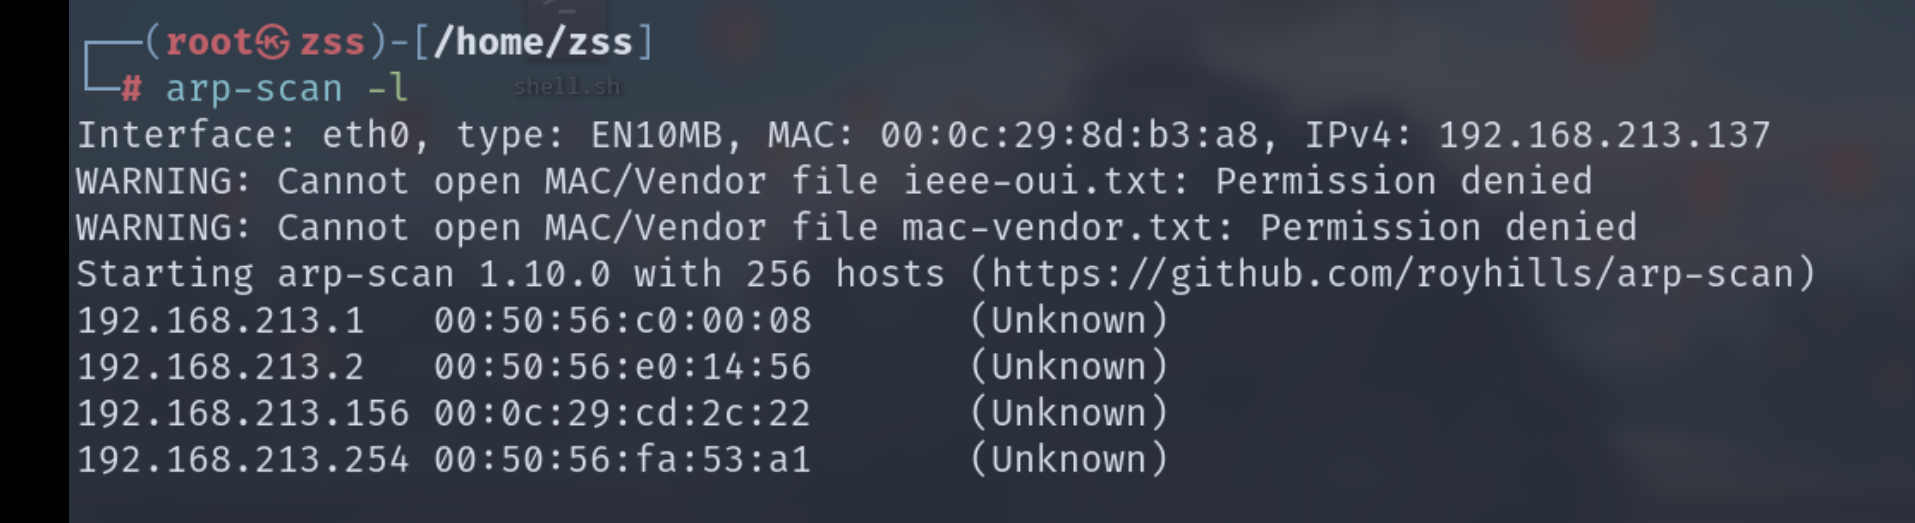 ┌──(root㉿zss)-[/home/zss]
└─# arp-scan -l
shell.sh
Interface: eth0, type: EN10MB, MAC: 00:0c:29:8d:b3:a8, IPv4: 192.168.213.137
WARNING: Cannot open MAC/Vendor file ieee-oui.txt: Permission denied
WARNING: Cannot open MAC/Vendor file mac-vendor.txt: Permission denied
Starting arp-scan 1.10.0 with 256 hosts (https://github.com/royhills/arp-scan)
192.168.213.1   00:50:56:c0:00:08       (Unknown)
192.168.213.2   00:50:56:e0:14:56       (Unknown)
192.168.213.156 00:0c:29:cd:2c:22       (Unknown)
192.168.213.254 00:50:56:fa:53:a1       (Unknown)